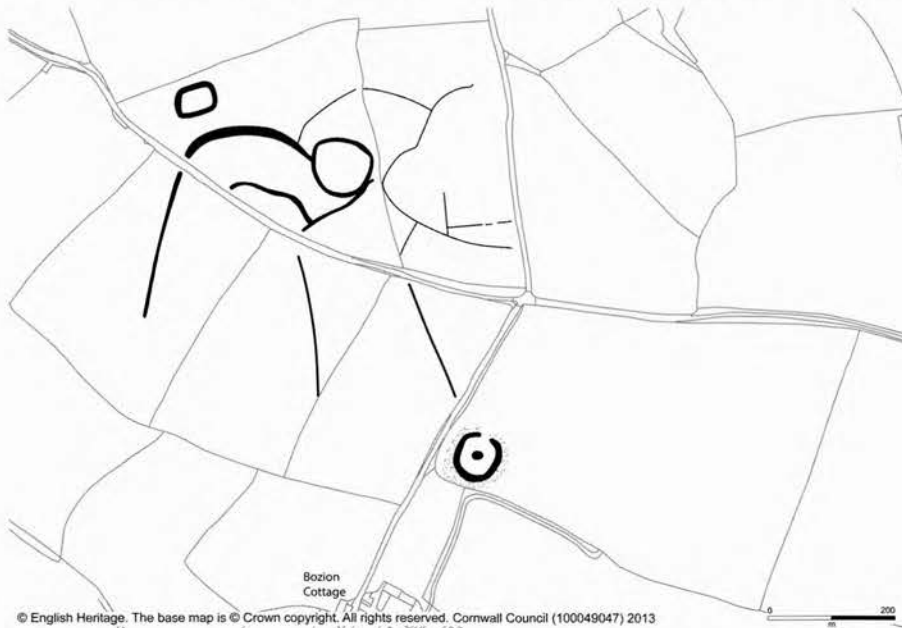 Bozion
Cottage
0 200
m
© English Heritage. The base map is © Crown copyright. All rights reserved. Cornwall Council (100049047) 2013